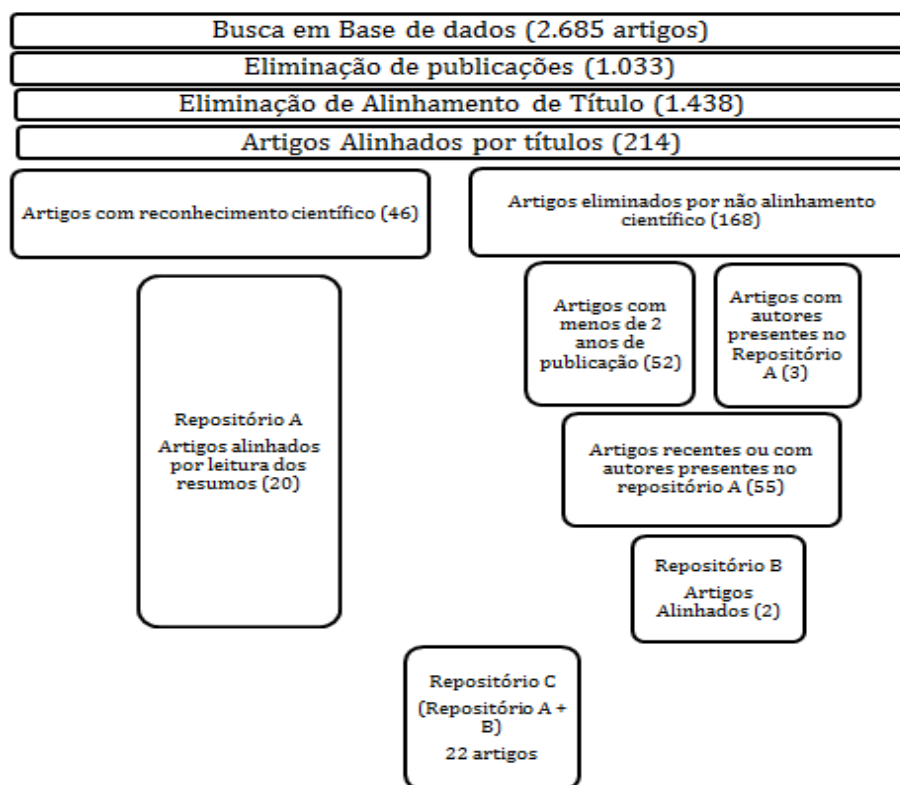 Busca em Base de dados (2.685 artigos)
Eliminação de publicações (1.033)
Eliminação de Alinhamento de Título (1.438)
Artigos Alinhados por títulos (214)
Artigos com reconhecimento científico (46)
Artigos eliminados por não alinhamento
científico (168)
Artigos com
menos de 2
anos de
publicação (52)
Artigos com
autores
presentes no
Repositório
A (3)
Repositório A
Artigos alinhados
por leitura dos
resumos (20)
Artigos recentes ou com
autores presentes no
repositório A (55)
Repositório B
Artigos
Alinhados (2)
Repositório C
(Repositório A +
B)
22 artigos